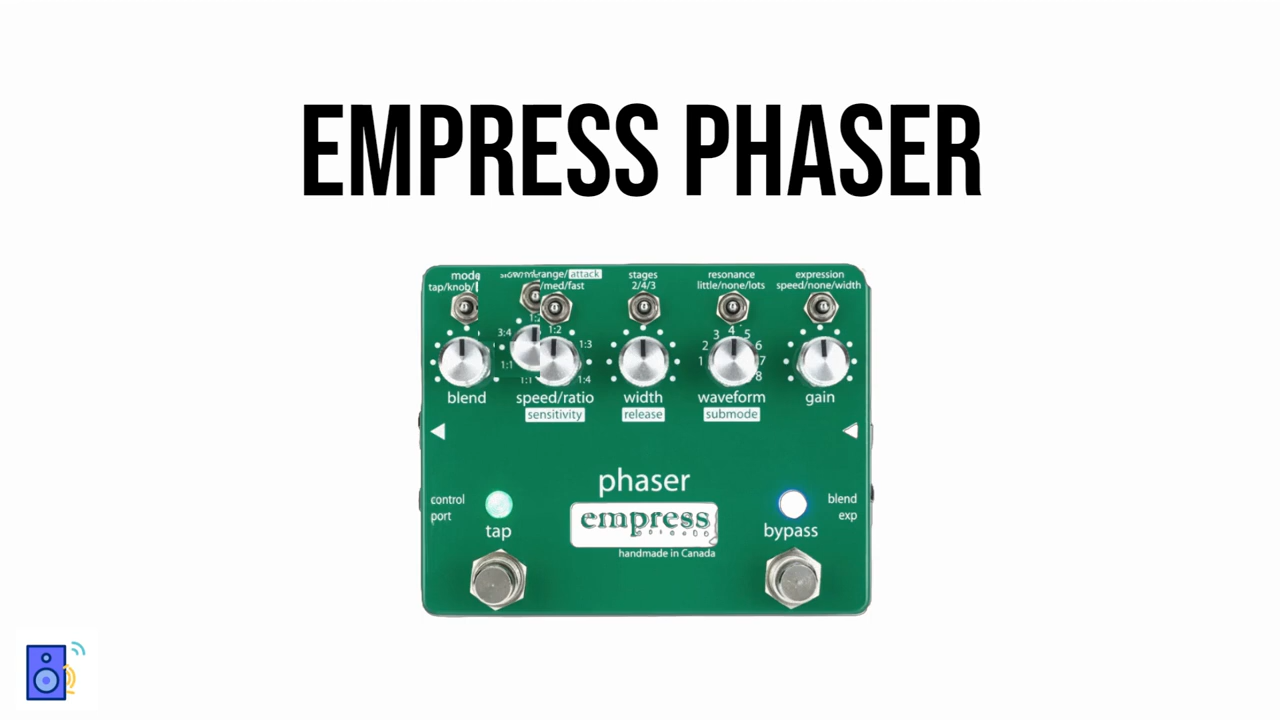 EMPRESS PHASER
mode
range/ attack
stages
resonance
expression
tap/knob/
/med/fast
2/4/3
little/none/lots
speed/none/width
3:4
1:2
1:3
1:1
1:1
1:4
1 2 3 4 5 6 7 8
blend
speed/ratio
width
waveform
gain
sensitivity
release
submode
phaser
control
port
blend
exp
empress
tap
bypass
handmade in Canada